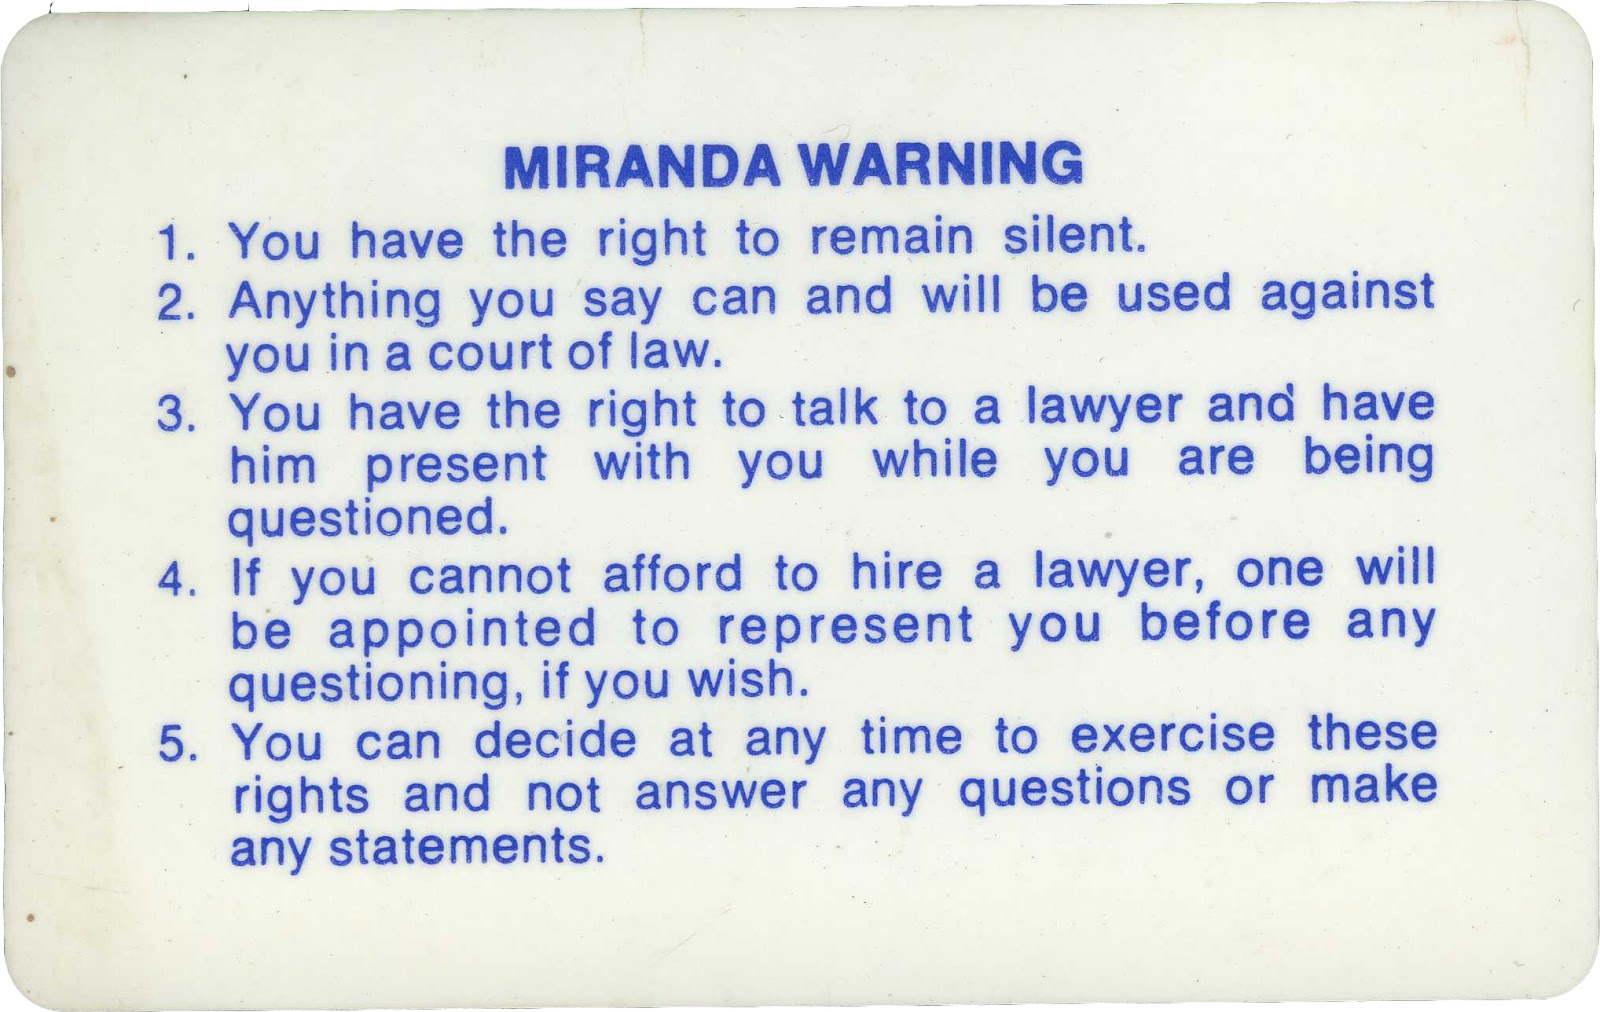 MIRANDA WARNING
1. You have the right to remain silent.
2. Anything you say can and will be used against
you in a court of law.
3. You have the right to talk to a lawyer and have
him present with you while you are being
questioned.
4. If you cannot afford to hire a lawyer, one will
be appointed to represent you before any
questioning, if you wish.
5. You can decide at any time to exercise these
rights and not answer any questions or make
any statements.